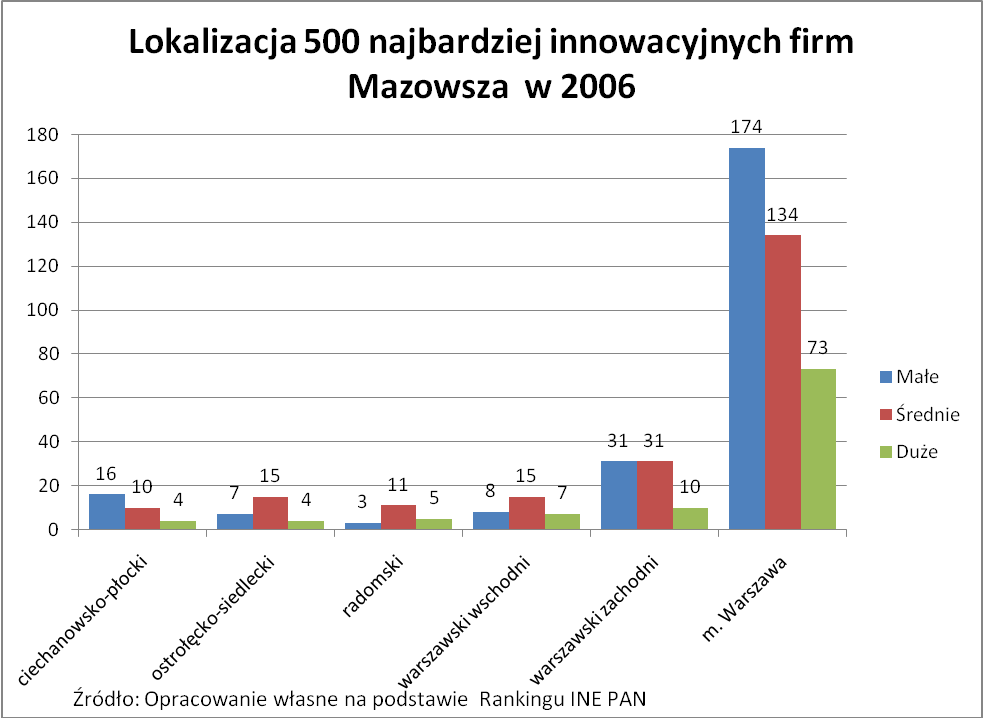 Lokalizacja 500 najbardziej innowacyjnych firm
Mazowsza w 2006
180
160
140
120
100
80
60
40
20
0
16
10
4
7
15
4
3
11
5
8
15
7
31
31
10
174
134
73
ciechanowsko-płocki
ostrołęcko-siedlecki
radomski
warszawski wschodni
warszawski zachodni
m. Warszawa
Małe
Średnie
Duże
Źródło: Opracowanie własne na podstawie Rankingu INE PAN